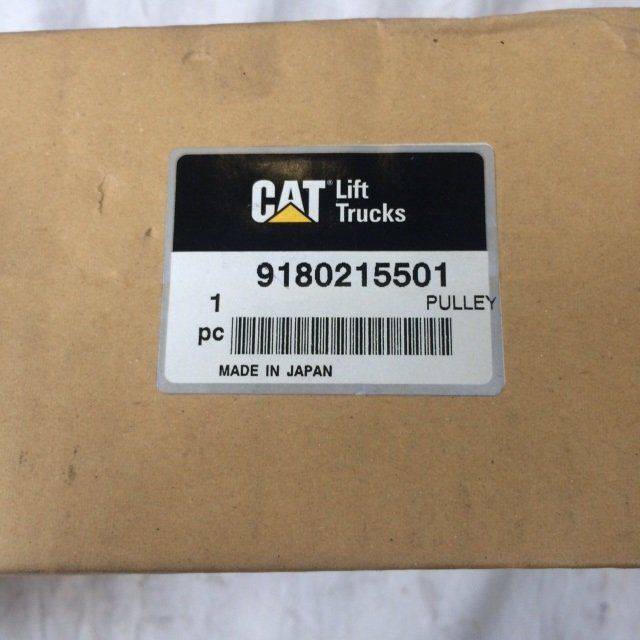 CAT® Lift
Trucks
9180215501
1 PULLEY
pc
MADE IN JAPAN